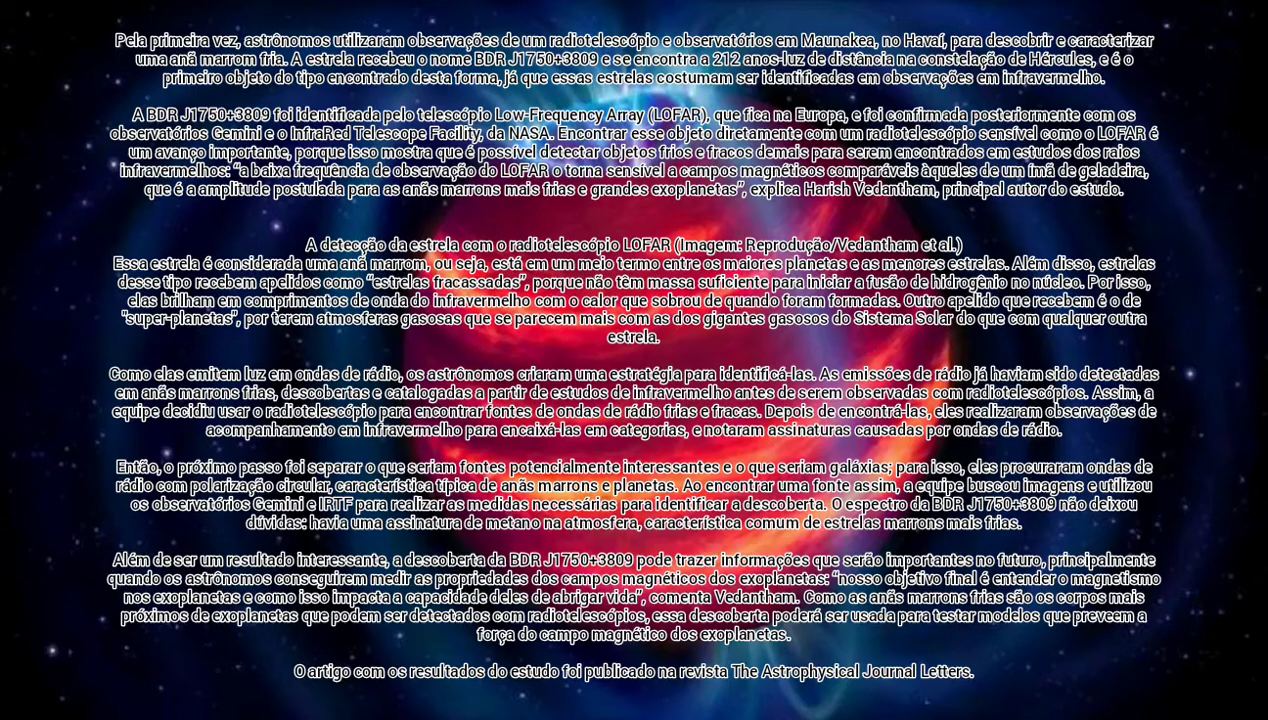 Pela primeira vez, astrônomos utilizaram observações de um radiotelescópio e observatórios em Maunakea, no Havaí, para descobrir e caracterizar
uma anã marrom fria. A estrela recebeu o nome BDR J1750+3809 e se encontra a 212 anos-luz de distância na constelação de Hércules, e é o
primeiro objeto do tipo encontrado desta forma, já que essas estrelas costumam ser identificadas em observações em infravermelho.
A BDR J1750+3809 foi identificada pelo telescópio Low-Frequency Array (LOFAR), que fica na Europa, e foi confirmada posteriormente com os
observatórios Gemini e o InfraRed Telescope Facility, da NASA. Encontrar esse objeto diretamente com um radiotelescópio sensível como o LOFAR é
um avanço importante, porque isso mostra que é possível detectar objetos frios e fracos demais para serem encontrados em estudos dos raios
infravermelhos: “a baixa frequência de observação do LOFAR o torna sensível a campos magnéticos comparáveis àqueles de um ímã de geladeira,
que é a amplitude postulada para as anãs marrons mais frias e grandes exoplanetas”, explica Harish Vedantham, principal autor do estudo.
A detecção da estrela com o radiotelescópio LOFAR (Imagem: Reprodução/Vedantham et al.)
Essa estrela é considerada uma anã marrom, ou seja, está em um meio termo entre os maiores planetas e as menores estrelas. Além disso, estrelas
desse tipo recebem apelidos como “estrelas fracassadas”, porque não têm massa suficiente para iniciar a fusão de hidrogênio no núcleo. Por isso,
elas brilham em comprimentos de onda do infravermelho com o calor que sobrou de quando foram formadas. Outro apelido que recebem é o de
"super-planetas”, por terem atmosferas gasosas que se parecem mais com as dos gigantes gasosos do Sistema Solar do que com qualquer outra
estrela.
Como elas emitem luz em ondas de rádio, os astrônomos criaram uma estratégia para identificá-las. As emissões de rádio já haviam sido detectadas
em anãs marrons frias, descobertas e catalogadas a partir de estudos de infravermelho antes de serem observadas com radiotelescópios. Assim, a
equipe decidiu usar o radiotelescópio para encontrar fontes de ondas de rádio frias e fracas. Depois de encontrá-las, eles realizaram observações de
acompanhamento em infravermelho para encaixá-las em categorias, e notaram assinaturas causadas por ondas de rádio.
Então, o próximo passo foi separar o que seriam fontes potencialmente interessantes e o que seriam galáxias; para isso, eles procuraram ondas de
rádio com polarização circular, característica típica de anãs marrons e planetas. Ao encontrar uma fonte assim, a equipe buscou imagens e utilizou
os observatórios Gemini e IRTF para realizar as medidas necessárias para identificar a descoberta. O espectro da BDR J1750+3809 não deixou
dúvidas: havia uma assinatura de metano na atmosfera, característica comum de estrelas marrons mais frias.
Além de ser um resultado interessante, a descoberta da BDR J1750+3809 pode trazer informações que serão importantes no futuro, principalmente
quando os astrônomos conseguirem medir as propriedades dos campos magnéticos dos exoplanetas: “nosso objetivo final é entender o magnetismo
nos exoplanetas e como isso impacta a capacidade deles de abrigar vida”, comenta Vedantham. Como as anãs marrons frias são os corpos mais
próximos de exoplanetas que podem ser detectados com radiotelescópios, essa descoberta poderá ser usada para testar modelos que preveem a
força do campo magnético dos exoplanetas.
O artigo com os resultados do estudo foi publicado na revista The Astrophysical Journal Letters.